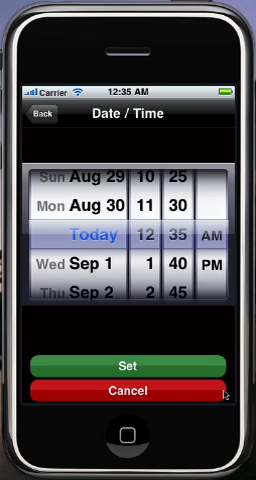 Carrier 12:35 AM
Back Date / Time
Sun Aug 29 10 25
Mon Aug 30 11 30
Today 12 35 AM
Wed Sep 1 1 40 PM
Thu Sep 2 2 45
Set
Cancel